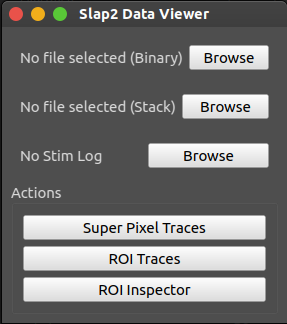 Slap2 Data Viewer
No file selected (Binary) Browse
No file selected (Stack) Browse
No Stim Log Browse
Actions
Super Pixel Traces
ROI Traces
ROI Inspector